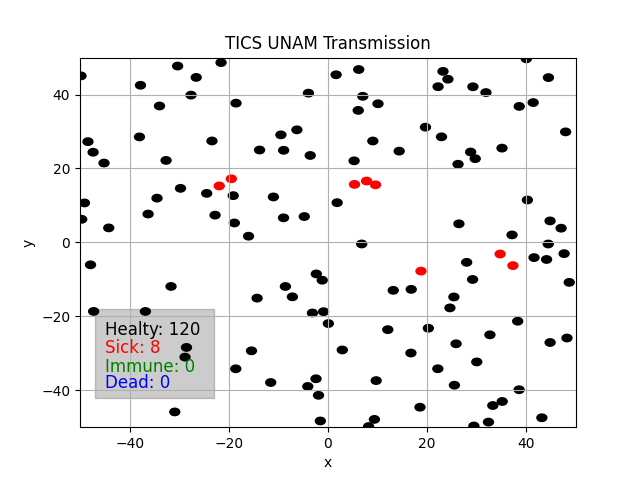 TICS UNAM Transmission
y
40
20
0
−20
−40
Healty: 120
Sick: 8
Immune: 0
Dead: 0
−40 −20 0 20 40
x